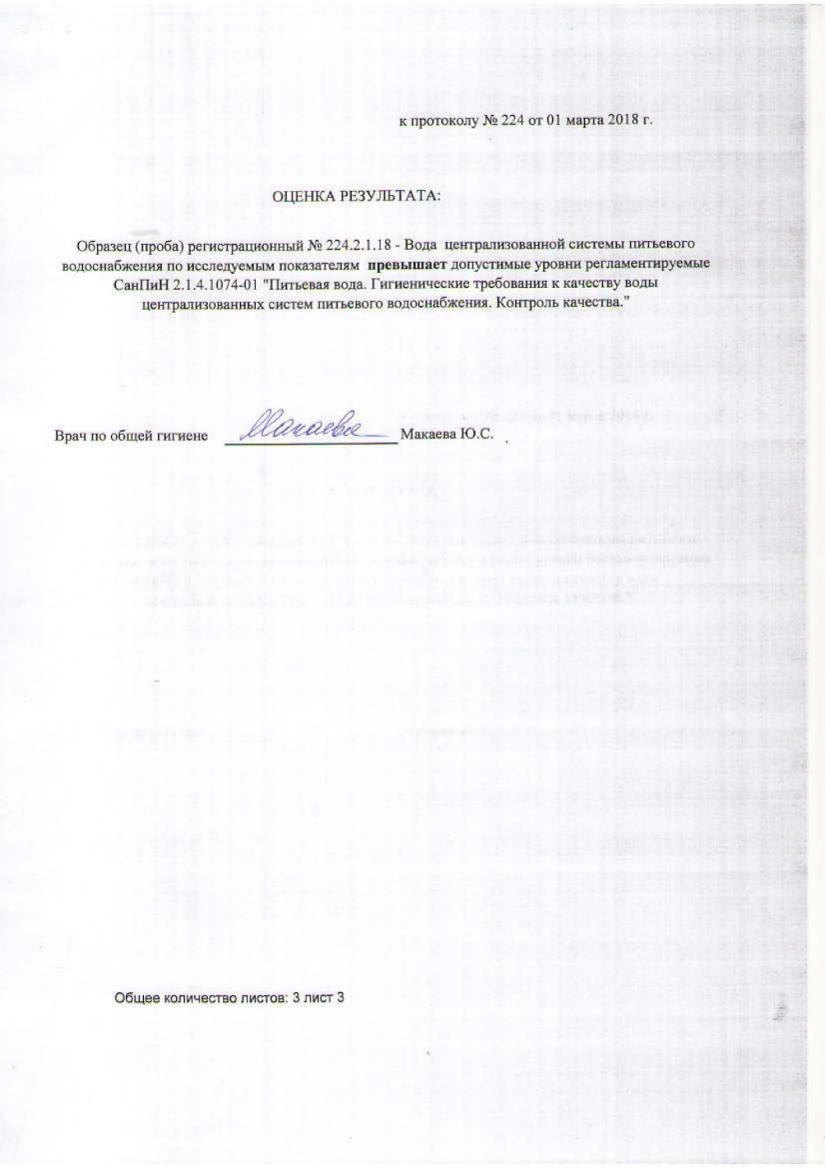 к протоколу № 224 от 01 марта 2018 г.
ОЦЕНКА РЕЗУЛЬТАТА:
Образец (проба) регистрационный № 224.2.1.18 - Вода централизованной системы питьевого
водоснабжения по исследуемым показателям превышает допустимые уровни регламентируемые
СанПиН 2.1.4.1074-01 "Питьевая вода. Гигиенические требования к качеству воды
централизованных систем питьевого водоснабжения. Контроль качества."
Врач по общей гигиене Макаева Макаева Ю.С.
Общее количество листов: 3 лист 3